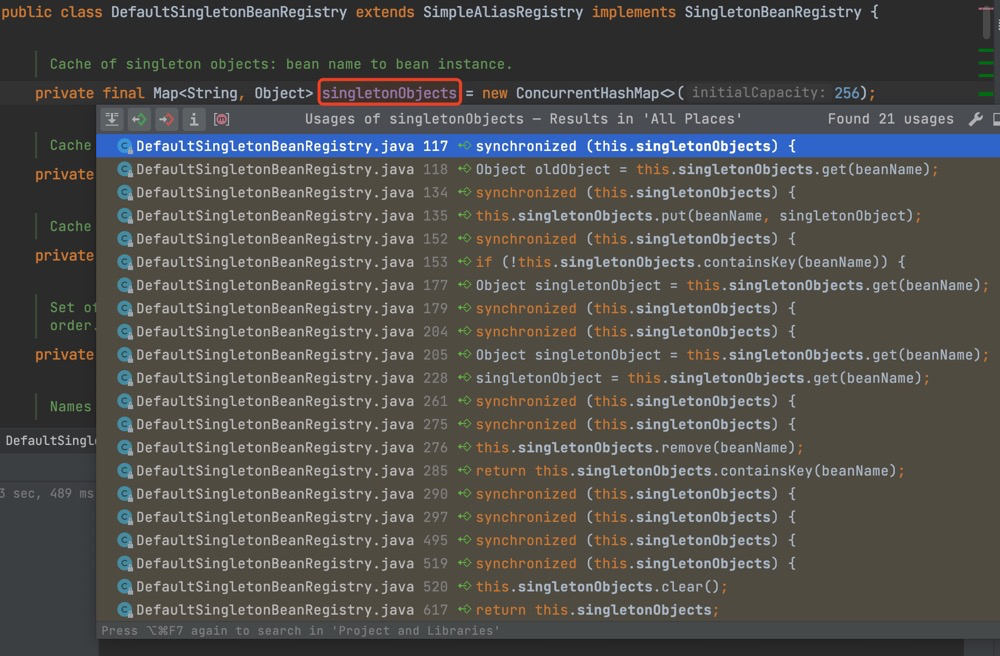 public class DefaultSingletonBeanRegistry extends SimpleAliasRegistry implements SingletonBeanRegistry {
Cache of singleton objects: bean name to bean instance.
private final Map<String, Object> singletonObjects = new ConcurrentHashMap<>( initialCapacity: 256);
Usages of singletonObjects – Results in 'All Places' Found 21 usages
Cache
private
Cache
private
Set of
order.
private
Names
DefaultSingl
3 sec, 489 ms
DefaultSingletonBeanRegistry.java 117 synchronized (this.singletonObjects) {
DefaultSingletonBeanRegistry.java 118 Object oldObject = this.singletonObjects.get(beanName);
DefaultSingletonBeanRegistry.java 134 synchronized (this.singletonObjects) {
DefaultSingletonBeanRegistry.java 135 this.singletonObjects.put(beanName, singletonObject);
DefaultSingletonBeanRegistry.java 152 synchronized (this.singletonObjects) {
DefaultSingletonBeanRegistry.java 153 if (!this.singletonObjects.containsKey(beanName)) {
DefaultSingletonBeanRegistry.java 177 Object singletonObject = this.singletonObjects.get(beanName);
DefaultSingletonBeanRegistry.java 179 synchronized (this.singletonObjects) {
DefaultSingletonBeanRegistry.java 204 synchronized (this.singletonObjects) {
DefaultSingletonBeanRegistry.java 205 Object singletonObject = this.singletonObjects.get(beanName);
DefaultSingletonBeanRegistry.java 228 singletonObject = this.singletonObjects.get(beanName);
DefaultSingletonBeanRegistry.java 261 synchronized (this.singletonObjects) {
DefaultSingletonBeanRegistry.java 275 synchronized (this.singletonObjects) {
DefaultSingletonBeanRegistry.java 276 this.singletonObjects.remove(beanName);
DefaultSingletonBeanRegistry.java 285 return this.singletonObjects.containsKey(beanName);
DefaultSingletonBeanRegistry.java 290 synchronized (this.singletonObjects) {
DefaultSingletonBeanRegistry.java 297 synchronized (this.singletonObjects) {
DefaultSingletonBeanRegistry.java 495 synchronized (this.singletonObjects) {
DefaultSingletonBeanRegistry.java 519 synchronized (this.singletonObjects) {
DefaultSingletonBeanRegistry.java 520 this.singletonObjects.clear();
DefaultSingletonBeanRegistry.java 617 return this.singletonObjects;
Press ⌥⌘F7 again to search in 'Project and Libraries'